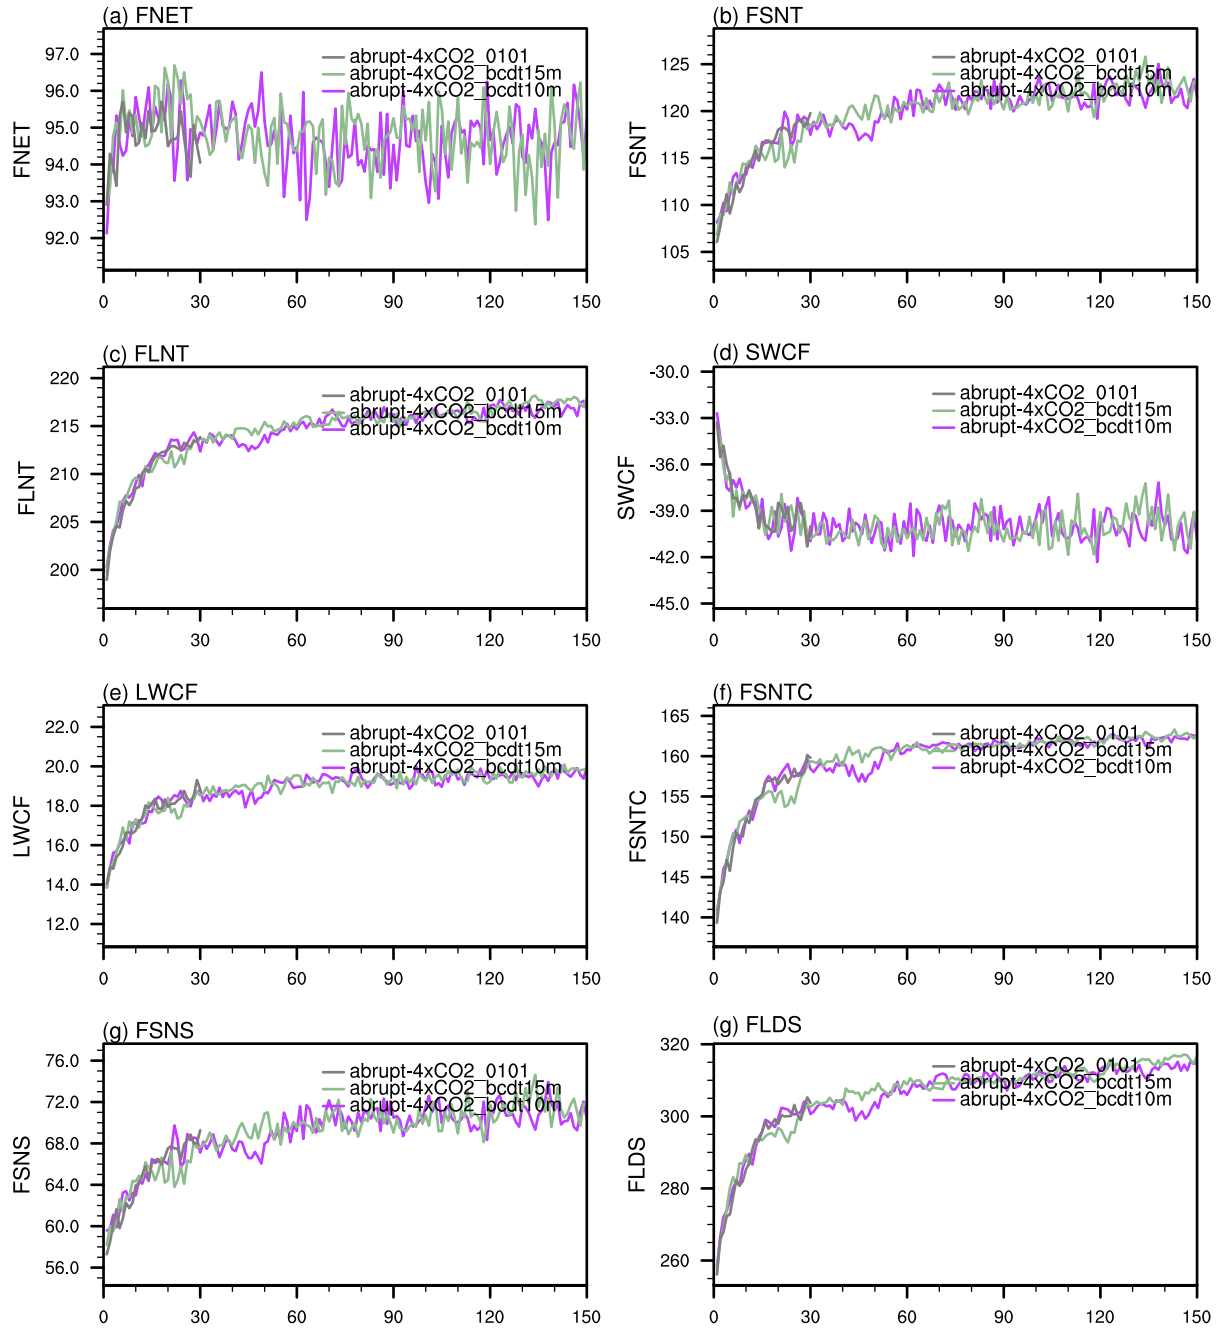 (a) FNET
FNET
97.0
96.0
95.0
94.0
93.0
92.0
abrupt-4xCO2_0101
abrupt-4xCO2_bcdt15m
abrupt-4xCO2_bcdt10m
0 30 60 90 120 150
(b) FSNT
FSNT
125
120
115
110
105
abrupt-4xCO2_0101
abrupt-4xCO2_bcdt15m
abrupt-4xCO2_bcdt10m
0 30 60 90 120 150
(c) FLNT
FLNT
220
215
210
205
200
abrupt-4xCO2_0101
abrupt-4xCO2_bcdt15m
abrupt-4xCO2_bcdt10m
0 30 60 90 120 150
(d) SWCF
SWCF
-30.0
-33.0
-36.0
-39.0
-42.0
-45.0
abrupt-4xCO2_0101
abrupt-4xCO2_bcdt15m
abrupt-4xCO2_bcdt10m
0 30 60 90 120 150
(e) LWCF
LWCF
22.0
20.0
18.0
16.0
14.0
12.0
abrupt-4xCO2_0101
abrupt-4xCO2_bcdt15m
abrupt-4xCO2_bcdt10m
0 30 60 90 120 150
(f) FSNTC
FSNTC
165
160
155
150
145
140
abrupt-4xCO2_0101
abrupt-4xCO2_bcdt15m
abrupt-4xCO2_bcdt10m
0 30 60 90 120 150
(g) FSNS
FSNS
76.0
72.0
68.0
64.0
60.0
56.0
abrupt-4xCO2_0101
abrupt-4xCO2_bcdt15m
abrupt-4xCO2_bcdt10m
0 30 60 90 120 150
(g) FLDS
FLDS
320
300
280
260
abrupt-4xCO2_0101
abrupt-4xCO2_bcdt15m
abrupt-4xCO2_bcdt10m
0 30 60 90 120 150